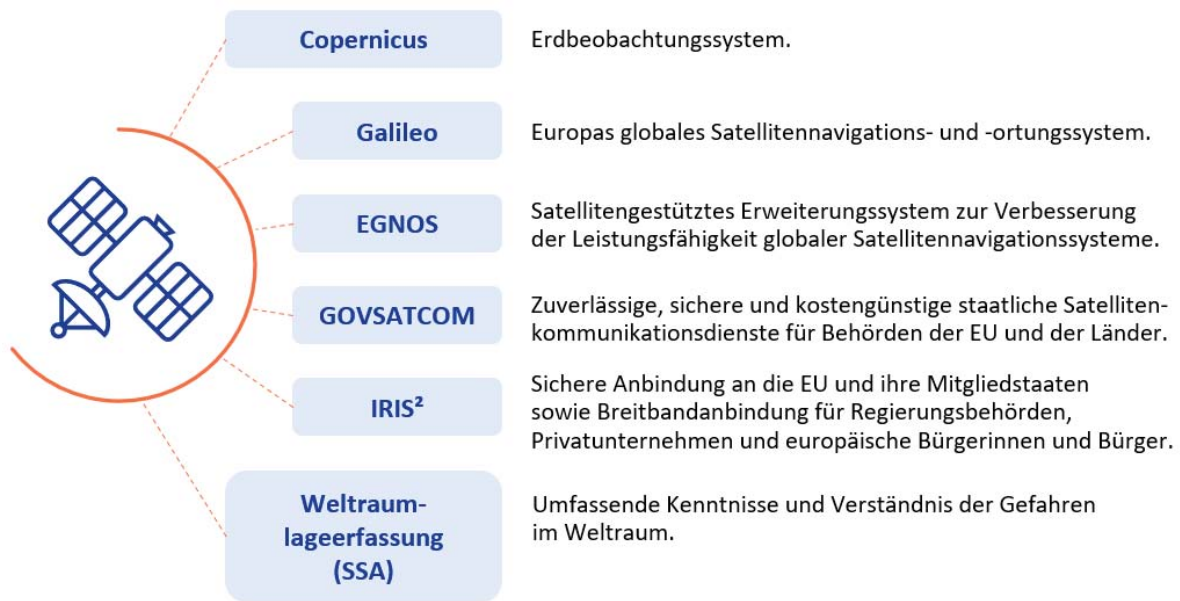 Copernicus
Erdbeobachtungssystem.
Galileo
Europas globales Satellitennavigations- und -ortungssystem.
EGNOS
Satellitengestütztes Erweiterungssystem zur Verbesserung
der Leistungsfähigkeit globaler Satellitennavigationssysteme.
GOVSATCOM
Zuverlässige, sichere und kostengünstige staatliche Satelliten-
kommunikationsdienste für Behörden der EU und der Länder.
IRIS²
Sichere Anbindung an die EU und ihre Mitgliedstaaten
sowie Breitbandanbindung für Regierungsbehörden,
Privatunternehmen und europäische Bürgerinnen und Bürger.
Weltraum-
lageerfassung
(SSA)
Umfassende Kenntnisse und Verständnis der Gefahren
im Weltraum.